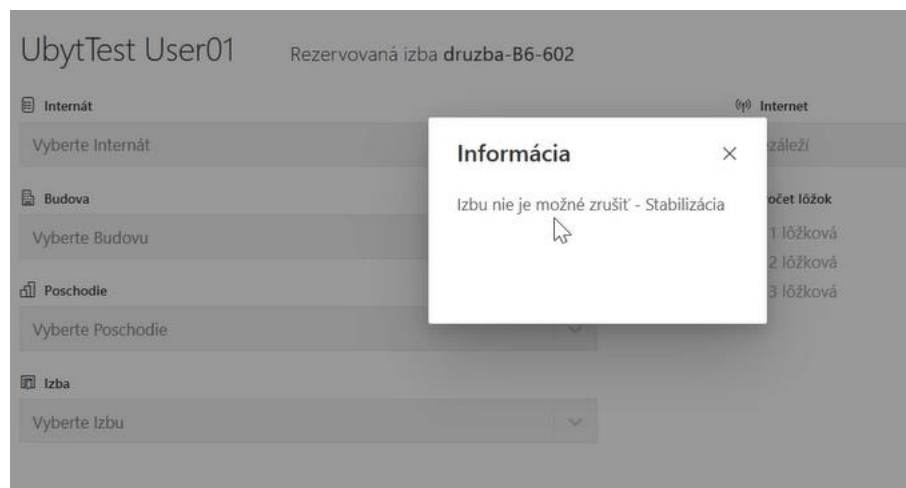 UbytTest User01
Rezervovaná izba druzba-B6-602
Internát
Vyberte Internát
Budova
Vyberte Budovu
Poschodie
Vyberte Poschodie
Izba
Vyberte Izbu
Internet
záleží
očet lôžok
1 lôžková
2 lôžková
3 lôžková
Informácia
Izbu nie je možné zrušiť - Stabilizácia